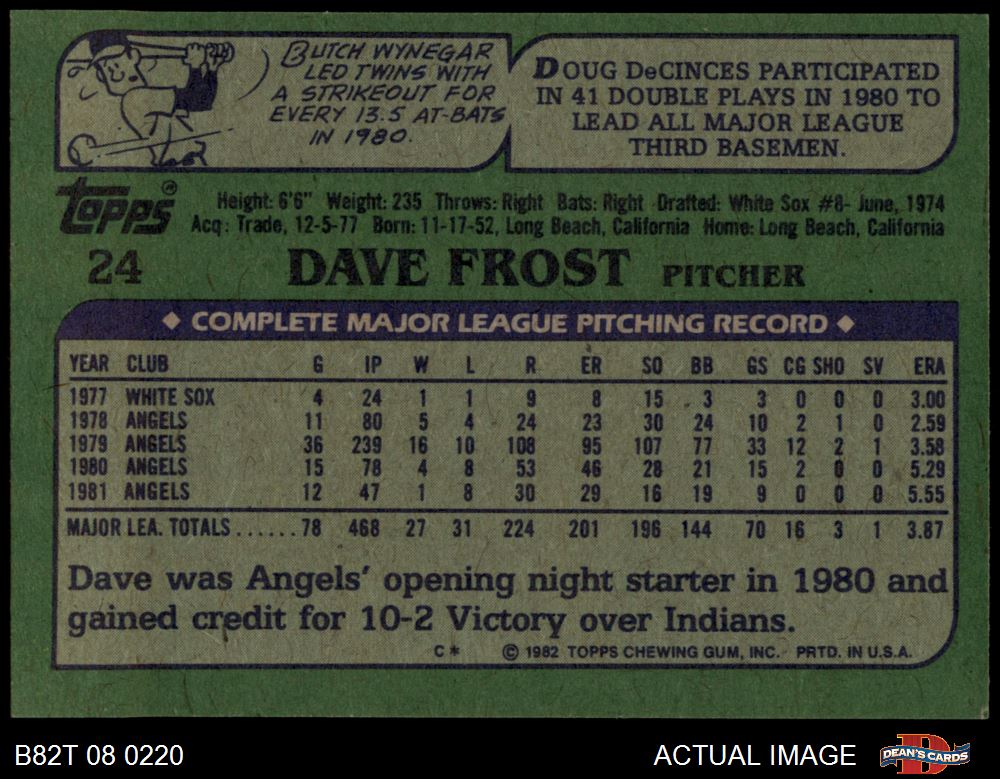 BUTCH WYNEGAR
LED TWINS WITH
A STRIKEOUT FOR
EVERY 13.5 AT-BATS
IN 1980.
DOUG DeCINCES PARTICIPATED
IN 41 DOUBLE PLAYS IN 1980 TO
LEAD ALL MAJOR LEAGUE
THIRD BASEMEN.
topps®
Height: 6'6" Weight: 235 Throws: Right Bats: Right Drafted: White Sox #8- June, 1974
Acq: Trade, 12-5-77 Born: 11-17-52, Long Beach, California Home: Long Beach, California
24 DAVE FROST PITCHER
◆ COMPLETE MAJOR LEAGUE PITCHING RECORD ◆
YEAR CLUB G IP W L R ER SO BB GS CG SHO SV ERA
1977 WHITE SOX 4 24 1 1 9 8 15 3 3 0 0 0 3.00
1978 ANGELS 11 80 5 4 24 23 30 24 10 2 1 0 2.59
1979 ANGELS 36 239 16 10 108 95 107 77 33 12 2 1 3.58
1980 ANGELS 15 78 4 8 53 46 28 21 15 2 0 0 5.29
1981 ANGELS 12 47 1 8 30 29 16 19 9 0 0 0 5.55
MAJOR LEA. TOTALS ...... 78 468 27 31 224 201 196 144 70 16 3 1 3.87
Dave was Angels' opening night starter in 1980 and
gained credit for 10-2 Victory over Indians.
C* © 1982 TOPPS CHEWING GUM, INC. PRTD. IN U.S.A.
B82T 08 0220 ACTUAL IMAGE DEAN'S CARDS